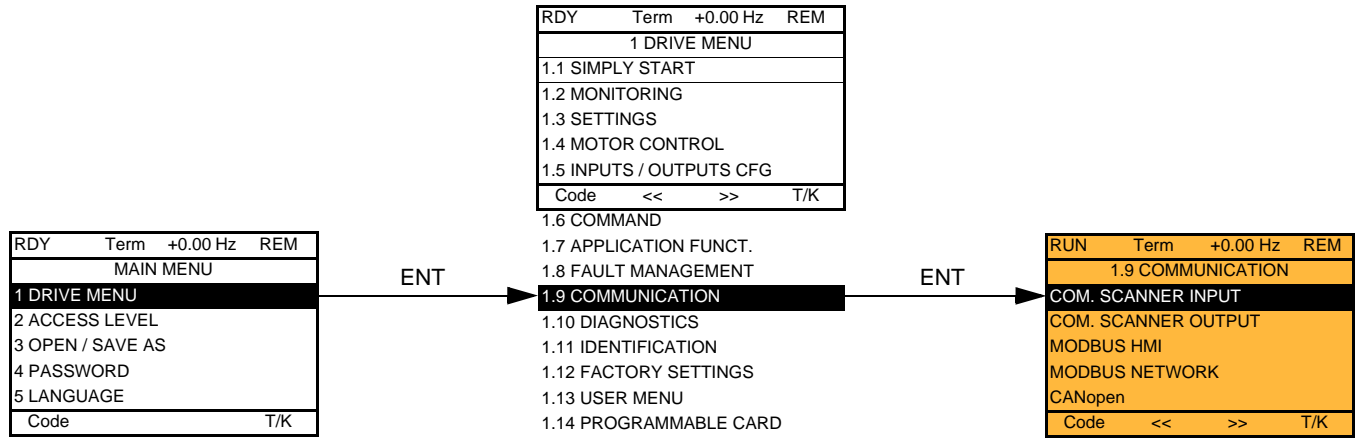 RDY Term +0.00 Hz REM
1 DRIVE MENU
1.1 SIMPLY START
1.2 MONITORING
1.3 SETTINGS
1.4 MOTOR CONTROL
1.5 INPUTS / OUTPUTS CFG
Code << >> T/K
1.6 COMMAND
1.7 APPLICATION FUNCT.
1.8 FAULT MANAGEMENT
1.9 COMMUNICATION
1.10 DIAGNOSTICS
1.11 IDENTIFICATION
1.12 FACTORY SETTINGS
1.13 USER MENU
1.14 PROGRAMMABLE CARD
RDY Term +0.00 Hz REM
MAIN MENU
1 DRIVE MENU
2 ACCESS LEVEL
3 OPEN / SAVE AS
4 PASSWORD
5 LANGUAGE
Code T/K
ENT
ENT
RUN Term +0.00 Hz REM
1.9 COMMUNICATION
COM. SCANNER INPUT
COM. SCANNER OUTPUT
MODBUS HMI
MODBUS NETWORK
CANopen
Code << >> T/K